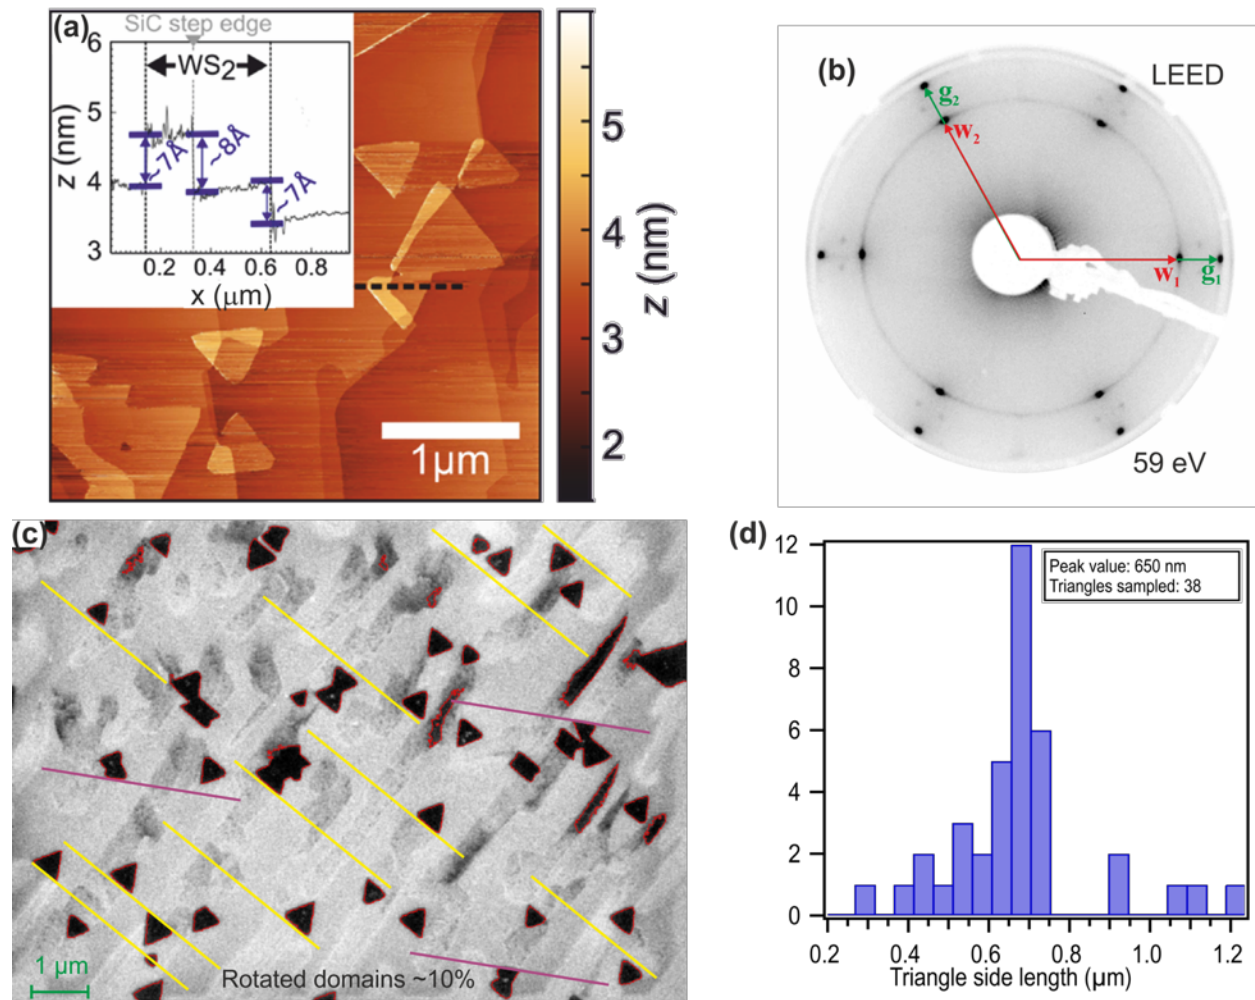 (a)
SiC step edge
WS2
~7Å
~8Å
~7Å
z (nm)
6
5
4
3
0.2 0.4 0.6 0.8
x (μm)
1μm
5
4
3
2
z (nm)
(b)
LEED
g2
w2
w1
g1
59 eV
(c)
1 μm
Rotated domains ~10%
(d)
Peak value: 650 nm
Triangles sampled: 38
12
10
8
6
4
2
0
0.2 0.4 0.6 0.8 1.0 1.2
Triangle side length (μm)